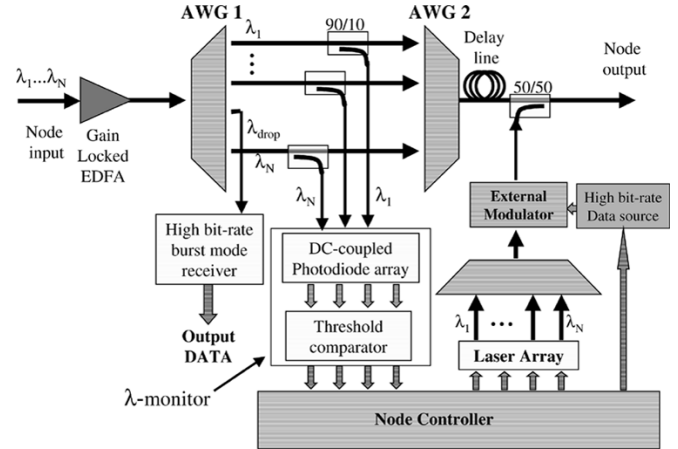 AWG 1
90/10
AWG 2
λ1
Delay
line
Node
output
50/50
λ1...λN
Node
input
Gain
Locked
EDFA
λdrop
λN
λN
λ1
External
Modulator
High bit-rate
Data source
High bit-rate
burst mode
receiver
DC-coupled
Photodiode array
Output
DATA
Threshold
comparator
λ1
...
λN
Laser Array
λ-monitor
Node Controller